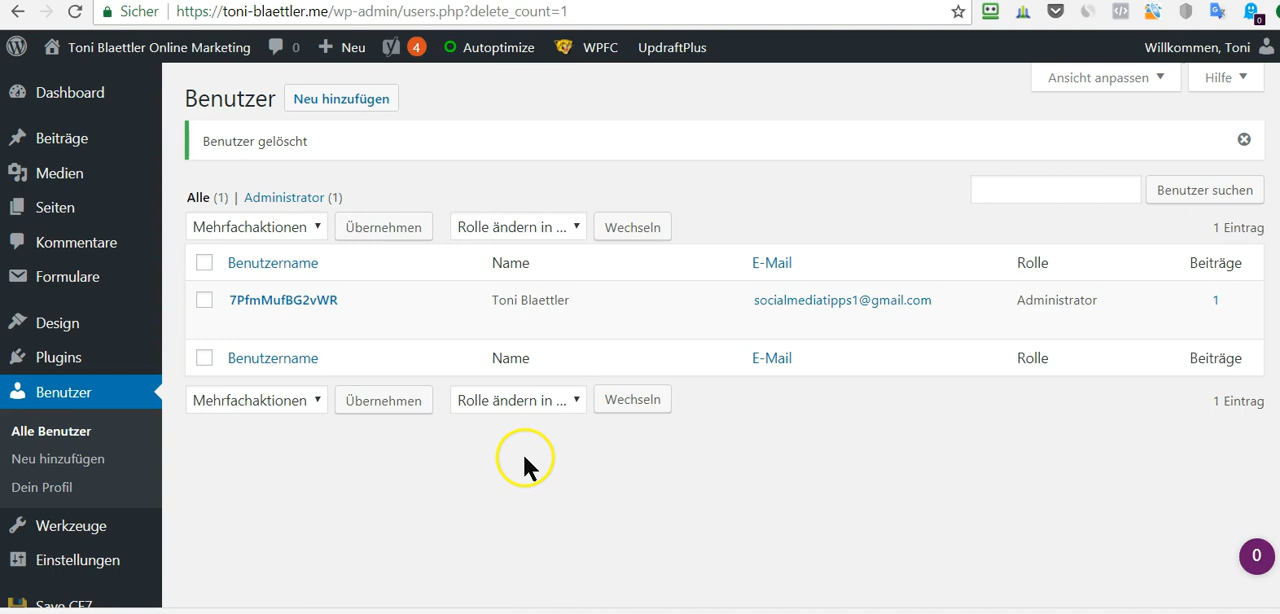 Sicher | https://toni-blaettler.me/wp-admin/users.php?delete_count=1
0
Toni Blaettler Online Marketing 0 + Neu 4 Autoptimize WPFC UpdraftPlus Willkommen, Toni
Ansicht anpassen Hilfe
Dashboard
Beiträge
Medien
Seiten
Kommentare
Formulare
Design
Plugins
Benutzer
Alle Benutzer
Neu hinzufügen
Dein Profil
Werkzeuge
Einstellungen
Save CF7
Benutzer Neu hinzufügen
Benutzer gelöscht
Alle (1) | Administrator (1)
Benutzer suchen
Mehrfachaktionen Übernehmen Rolle ändern in ... Wechseln 1 Eintrag
Benutzername Name E-Mail Rolle Beiträge
7PfmMufBG2vWR Toni Blaettler socialmediatipps1@gmail.com Administrator 1
Benutzername Name E-Mail Rolle Beiträge
Mehrfachaktionen Übernehmen Rolle ändern in ... Wechseln 1 Eintrag
0